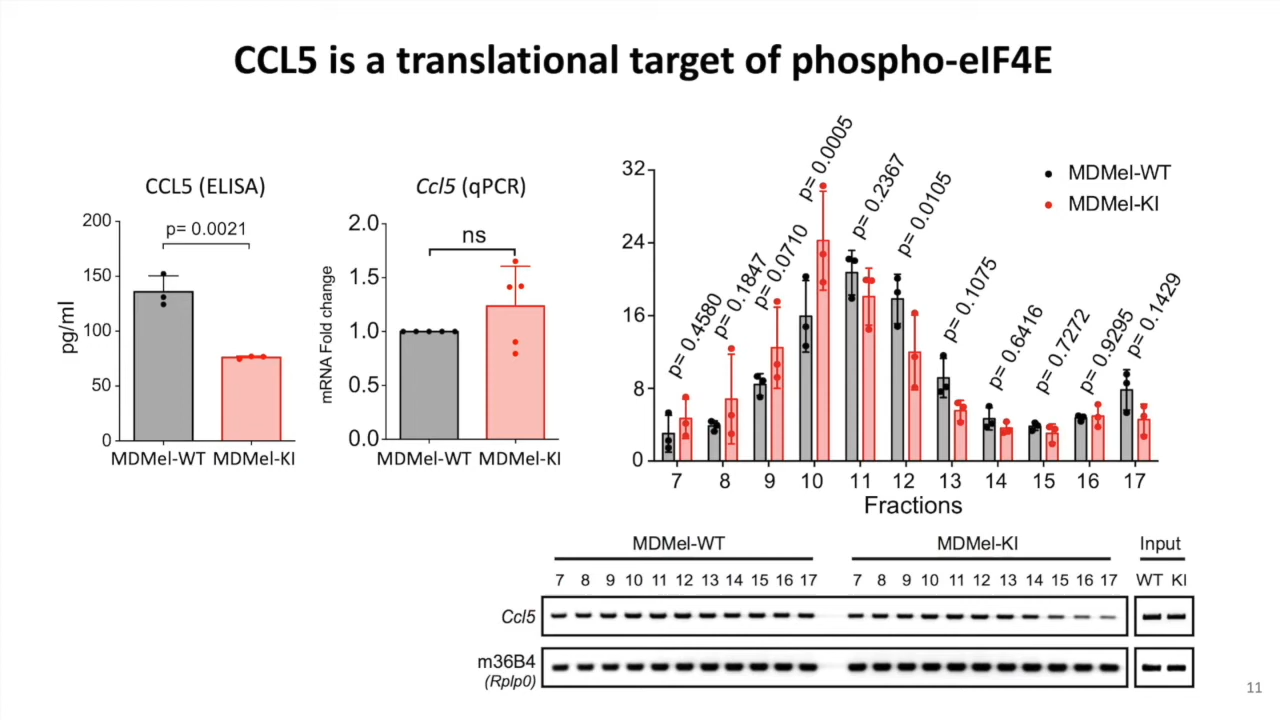 CCL5 is a translational target of phospho-eIF4E
CCL5 (ELISA)
p= 0.0021
200
150
100
50
0
pg/ml
MDMel-WT MDMel-KI
Ccl5 (qPCR)
ns
2.0
1.5
1.0
0.5
0.0
mRNA Fold change
MDMel-WT MDMel-KI
32
24
16
8
0
p= 0.4580
p= 0.1847
p= 0.0710
p= 0.0005
p= 0.2367
p= 0.0105
p= 0.1075
p= 0.6416
p= 0.7272
p= 0.9295
p= 0.1429
MDMel-WT
MDMel-KI
7 8 9 10 11 12 13 14 15 16 17
Fractions
MDMel-WT MDMel-KI Input
7 8 9 10 11 12 13 14 15 16 17 7 8 9 10 11 12 13 14 15 16 17 WT KI
Ccl5
m36B4
(Rplp0)
11